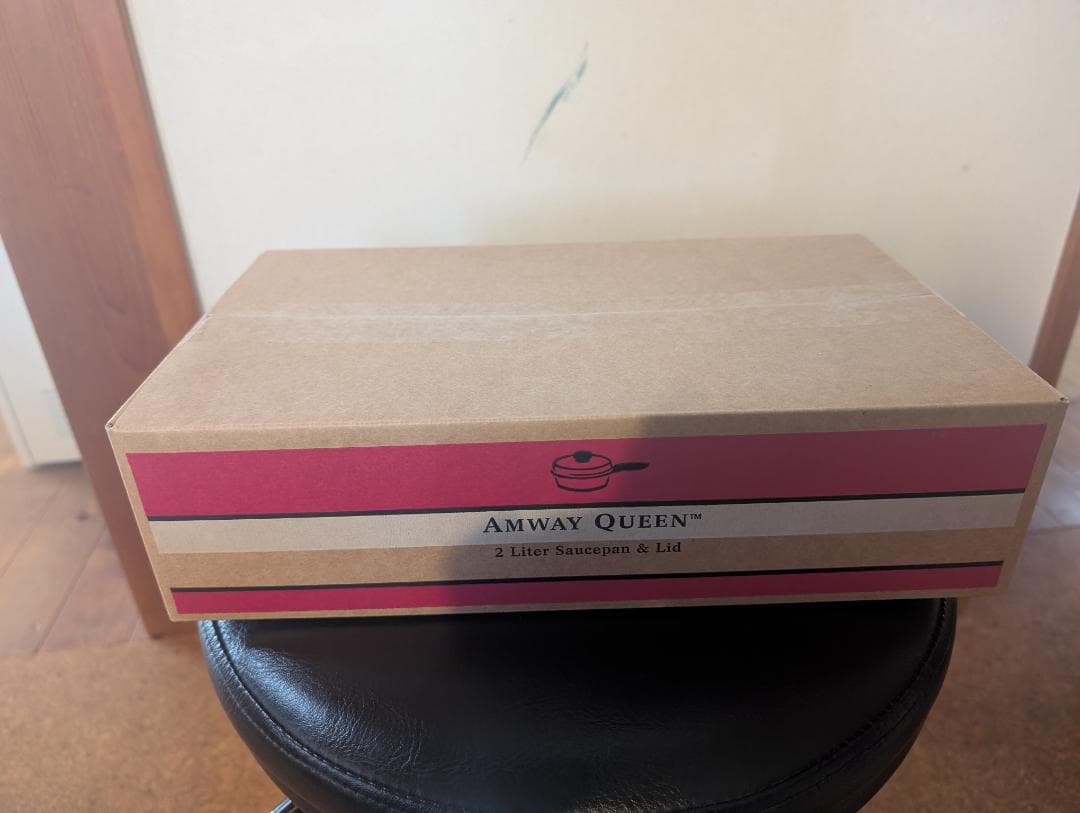 AMWAY QUEEN™
2 Liter Saucepan & Lid